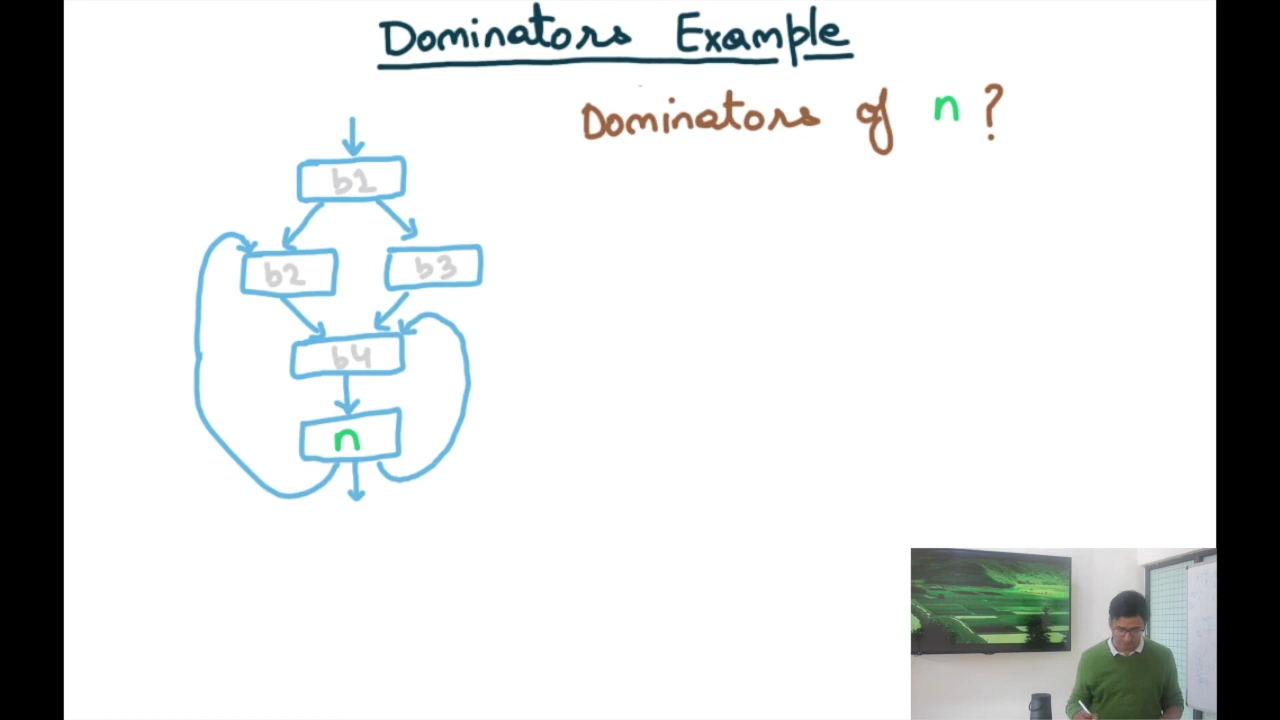 Dominators Example
Dominators of n ?
b1
b2 b3
b4
n